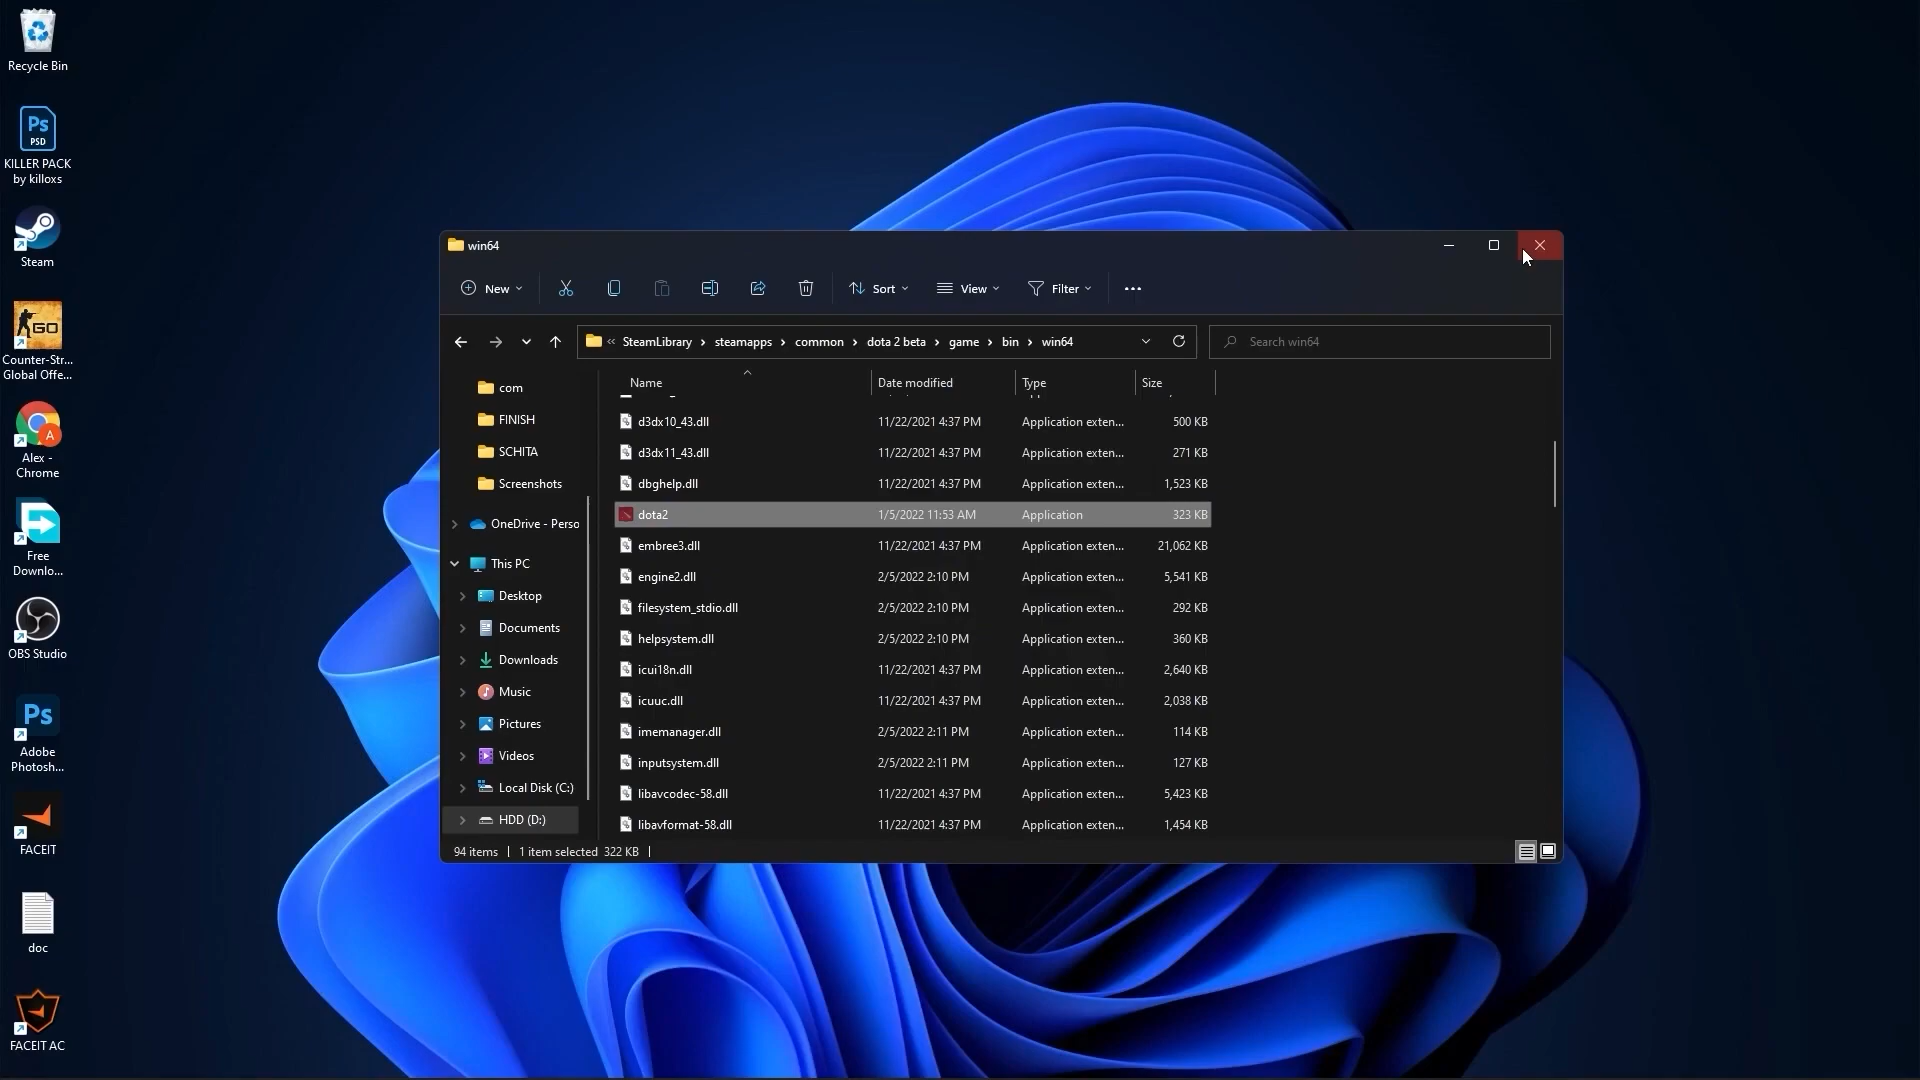 Recycle Bin
Ps
PSD
KILLER PACK
by killoxs
Steam
GO
Counter-Str...
Global Offe...
A
Alex -
Chrome
Free
Downlo...
OBS Studio
Ps
Adobe
Photosh...
FACEIT
doc
FACEIT AC
win64
New
Sort
View
Filter
SteamLibrary › steamapps › common › dota 2 beta › game › bin › win64
Search win64
com
FINISH
SCHITA
Screenshots
OneDrive - Perso
This PC
Desktop
Documents
Downloads
Music
Pictures
Videos
Local Disk (C:)
HDD (D:)
Name Date modified Type Size
d3dx10_43.dll 11/22/2021 4:37 PM Application exten... 500 KB
d3dx11_43.dll 11/22/2021 4:37 PM Application exten... 271 KB
dbghelp.dll 11/22/2021 4:37 PM Application exten... 1,523 KB
dota2 1/5/2022 11:53 AM Application 323 KB
embree3.dll 11/22/2021 4:37 PM Application exten... 21,062 KB
engine2.dll 2/5/2022 2:10 PM Application exten... 5,541 KB
filesystem_stdio.dll 2/5/2022 2:10 PM Application exten... 292 KB
helpsystem.dll 2/5/2022 2:10 PM Application exten... 360 KB
icui18n.dll 11/22/2021 4:37 PM Application exten... 2,640 KB
icuuc.dll 11/22/2021 4:37 PM Application exten... 2,038 KB
imemanager.dll 2/5/2022 2:11 PM Application exten... 114 KB
inputsystem.dll 2/5/2022 2:11 PM Application exten... 127 KB
libavcodec-58.dll 11/22/2021 4:37 PM Application exten... 5,423 KB
libavformat-58.dll 11/22/2021 4:37 PM Application exten... 1,454 KB
94 items | 1 item selected 322 KB |